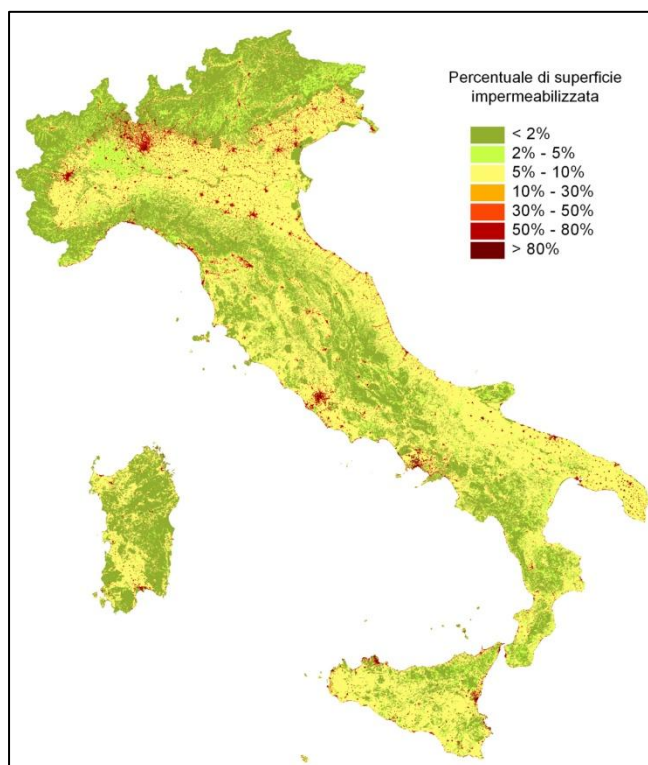 Percentuale di superficie
impermeabilizzata
< 2%
2% - 5%
5% - 10%
10% - 30%
30% - 50%
50% - 80%
> 80%